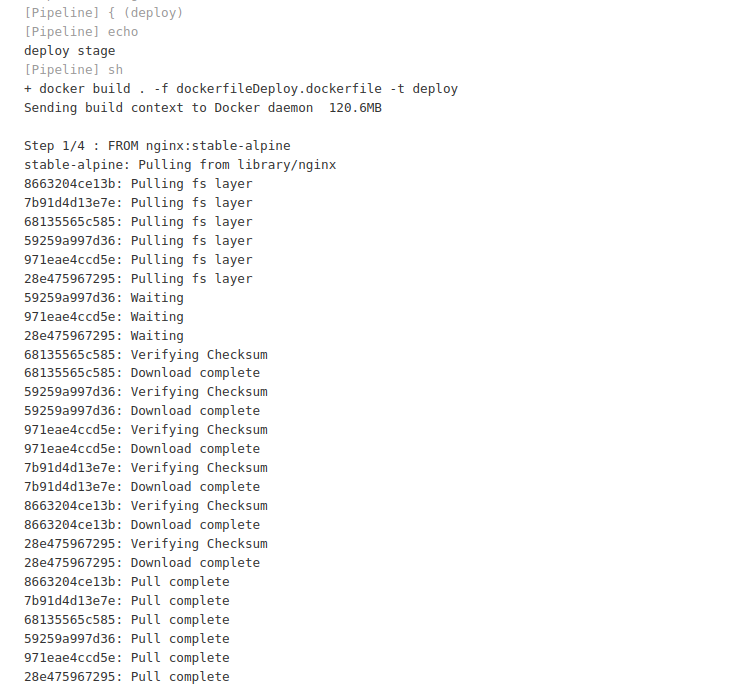 [Pipeline] { (deploy)
[Pipeline] echo
deploy stage
[Pipeline] sh
+ docker build . -f dockerfileDeploy.dockerfile -t deploy
Sending build context to Docker daemon  120.6MB
Step 1/4 : FROM nginx:stable-alpine
stable-alpine: Pulling from library/nginx
8663204ce13b: Pulling fs layer
7b91d4d13e7e: Pulling fs layer
68135565c585: Pulling fs layer
59259a997d36: Pulling fs layer
971eae4ccd5e: Pulling fs layer
28e475967295: Pulling fs layer
59259a997d36: Waiting
971eae4ccd5e: Waiting
28e475967295: Waiting
68135565c585: Verifying Checksum
68135565c585: Download complete
59259a997d36: Verifying Checksum
59259a997d36: Download complete
971eae4ccd5e: Verifying Checksum
971eae4ccd5e: Download complete
7b91d4d13e7e: Verifying Checksum
7b91d4d13e7e: Download complete
8663204ce13b: Verifying Checksum
8663204ce13b: Download complete
28e475967295: Verifying Checksum
28e475967295: Download complete
8663204ce13b: Pull complete
7b91d4d13e7e: Pull complete
68135565c585: Pull complete
59259a997d36: Pull complete
971eae4ccd5e: Pull complete
28e475967295: Pull complete